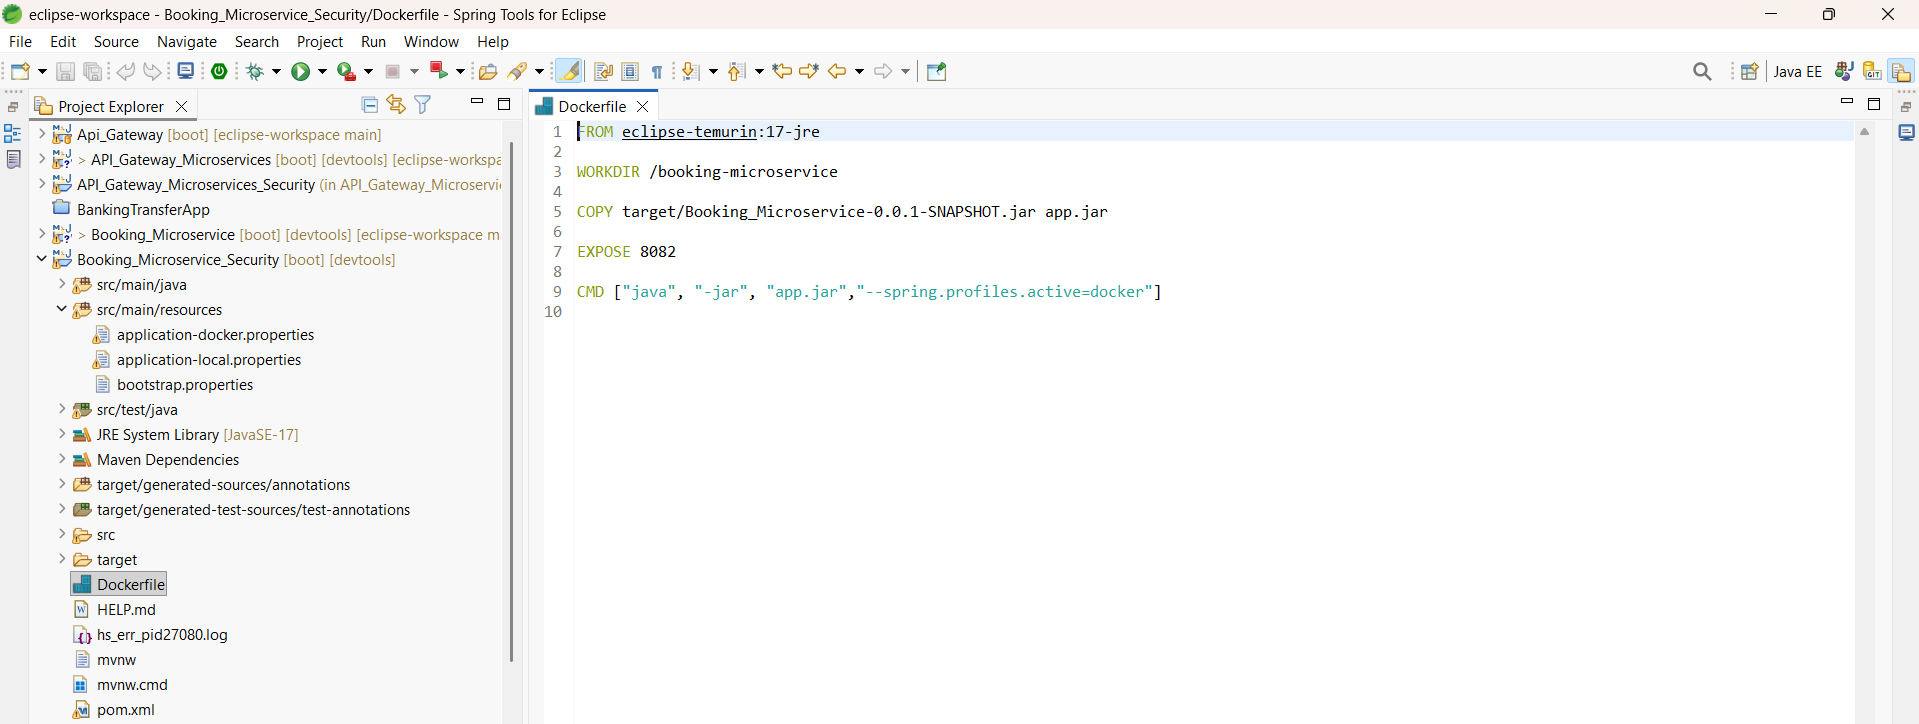 eclipse-workspace - Booking_Microservice_Security/Dockerfile - Spring Tools for Eclipse
File Edit Source Navigate Search Project Run Window Help
Java EE
Project Explorer
Api_Gateway [boot] [eclipse-workspace main]
> API_Gateway_Microservices [boot] [devtools] [eclipse-workspa
API_Gateway_Microservices_Security (in API_Gateway_Microservi
BankingTransferApp
> Booking_Microservice [boot] [devtools] [eclipse-workspace m
Booking_Microservice_Security [boot] [devtools]
src/main/java
src/main/resources
application-docker.properties
application-local.properties
bootstrap.properties
src/test/java
JRE System Library [JavaSE-17]
Maven Dependencies
target/generated-sources/annotations
target/generated-test-sources/test-annotations
src
target
Dockerfile
HELP.md
hs_err_pid27080.log
mvnw
mvnw.cmd
pom.xml
Dockerfile
1 FROM eclipse-temurin:17-jre
2
3 WORKDIR /booking-microservice
4
5 COPY target/Booking_Microservice-0.0.1-SNAPSHOT.jar app.jar
6
7 EXPOSE 8082
8
9 CMD ["java", "-jar", "app.jar","--spring.profiles.active=docker"]
10